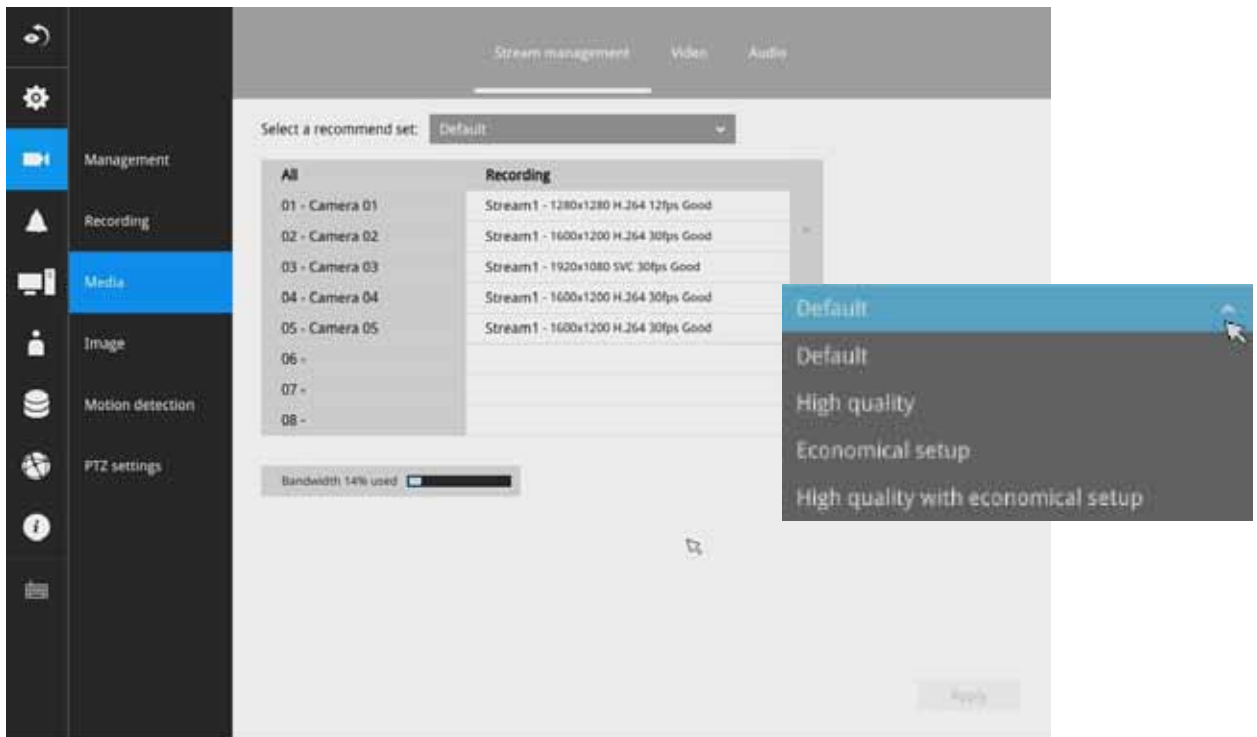 Stream management Video Audio
Select a recommend set: Default
Management
Recording
Media
Image
Motion detection
PTZ settings
All Recording
01 - Camera 01 Stream1 - 1280x1280 H.264 12fps Good
02 - Camera 02 Stream1 - 1600x1200 H.264 30fps Good
03 - Camera 03 Stream1 - 1920x1080 SVC 30fps Good
04 - Camera 04 Stream1 - 1600x1200 H.264 30fps Good
05 - Camera 05 Stream1 - 1600x1200 H.264 30fps Good
06 -
07 -
08 -
Bandwidth 14% used
Default
Default
High quality
Economical setup
High quality with economical setup
Apply